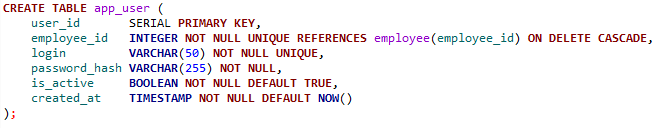 CREATE TABLE app_user (
    user_id       SERIAL PRIMARY KEY,
    employee_id   INTEGER NOT NULL UNIQUE REFERENCES employee(employee_id) ON DELETE CASCADE,
    login         VARCHAR(50) NOT NULL UNIQUE,
    password_hash VARCHAR(255) NOT NULL,
    is_active     BOOLEAN NOT NULL DEFAULT TRUE,
    created_at    TIMESTAMP NOT NULL DEFAULT NOW()
);